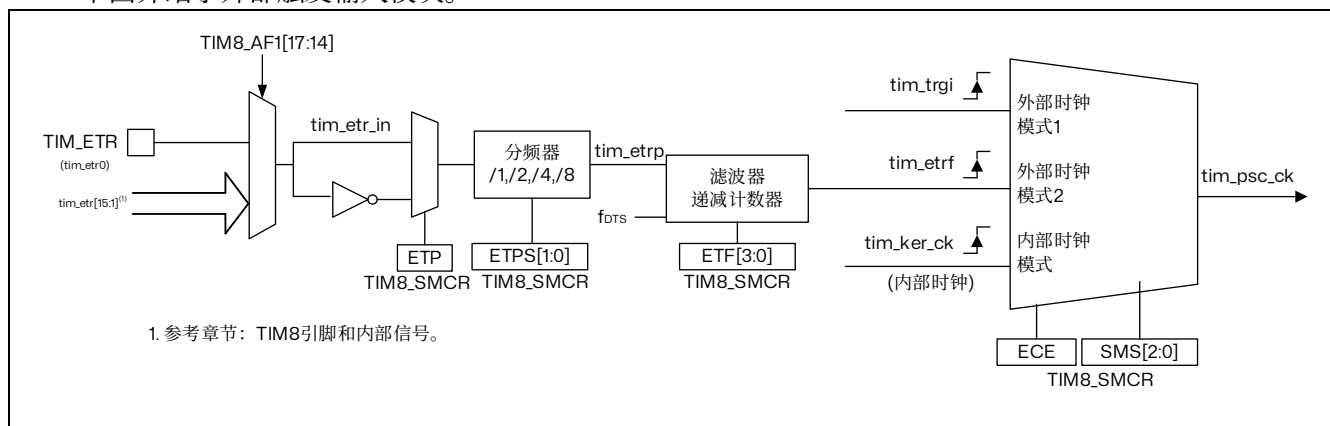 TIM8_AF1[17:14]
TIM_ETR
(tim_etr0)
tim_etr[15:1](1)
tim_etr_in
ETP
TIM8_SMCR
分频器
/1,/2,/4,/8
ETPS[1:0]
TIM8_SMCR
tim_etrp
fDTS
滤波器
递减计数器
ETF[3:0]
TIM8_SMCR
tim_trgi
外部时钟
模式1
tim_etrf
外部时钟
模式2
tim_ker_ck
(内部时钟)
内部时钟
模式
tim_psc_ck
ECE
SMS[2:0]
TIM8_SMCR
1. 参考章节：TIM8引脚和内部信号。